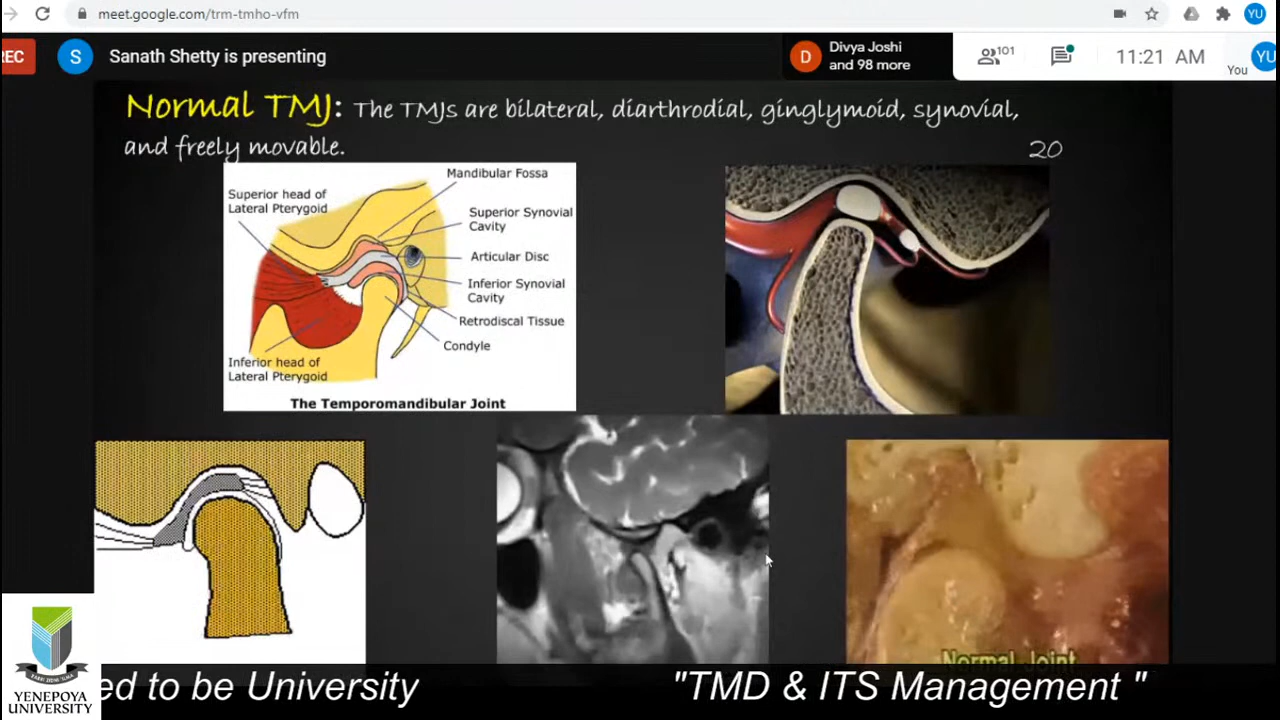 meet.google.com/trm-tmho-vfm
YU
REC
S
Sanath Shetty is presenting
D
Divya Joshi
and 98 more
101
11:21 AM
You
YU
Normal TMJ: The TMJs are bilateral, diarthrodial, ginglymoid, synovial,
and freely movable.
20
Mandibular Fossa
Superior head of
Lateral Pterygoid
Superior Synovial
Cavity
Articular Disc
Inferior Synovial
Cavity
Retrodiscal Tissue
Condyle
Inferior head of
Lateral Pterygoid
The Temporomandibular Joint
Normal Joint
YENEPOYA
UNIVERSITY
ed to be University
"TMD & ITS Management "